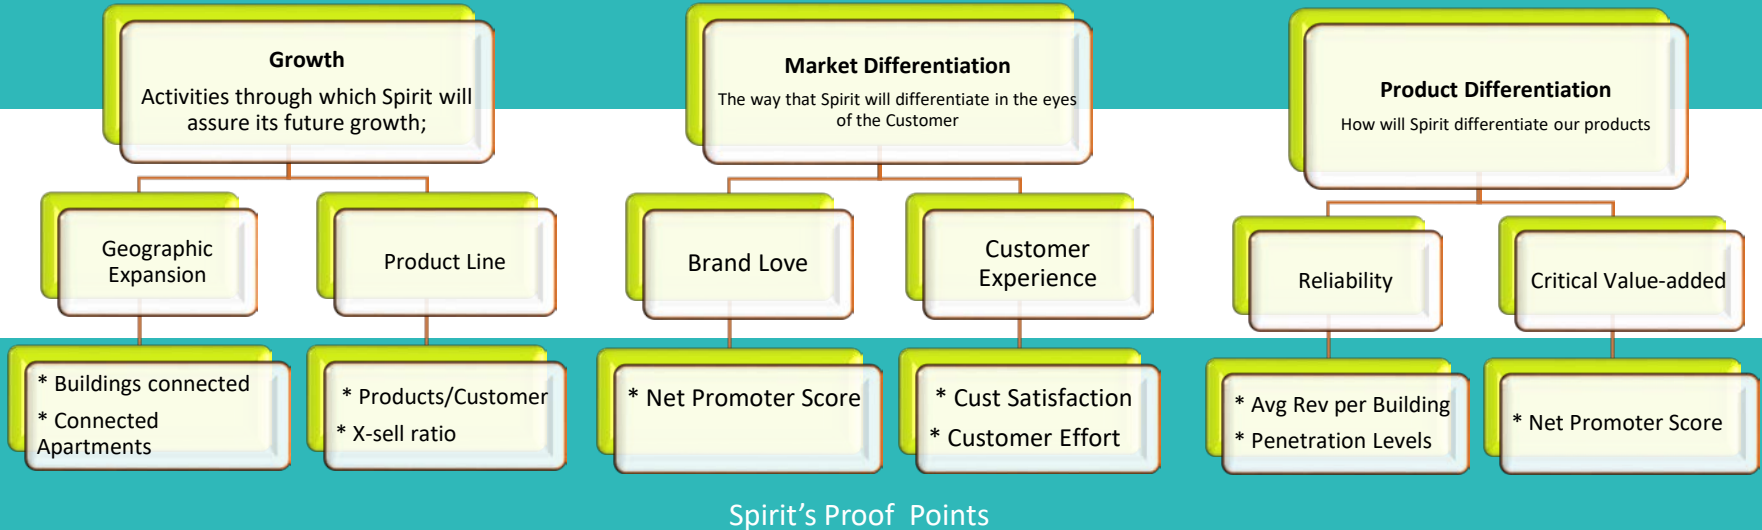 Growth
Activities through which Spirit will
assure its future growth;
Market Differentiation
The way that Spirit will differentiate in the eyes
of the Customer
Product Differentiation
How will Spirit differentiate our products
Geographic
Expansion
Product Line
Brand Love
Customer
Experience
Reliability
Critical Value-added
* Buildings connected
* Connected
Apartments
* Products/Customer
* X-sell ratio
* Net Promoter Score
* Cust Satisfaction
* Customer Effort
* Avg Rev per Building
* Penetration Levels
* Net Promoter Score
Spirit’s Proof  Points